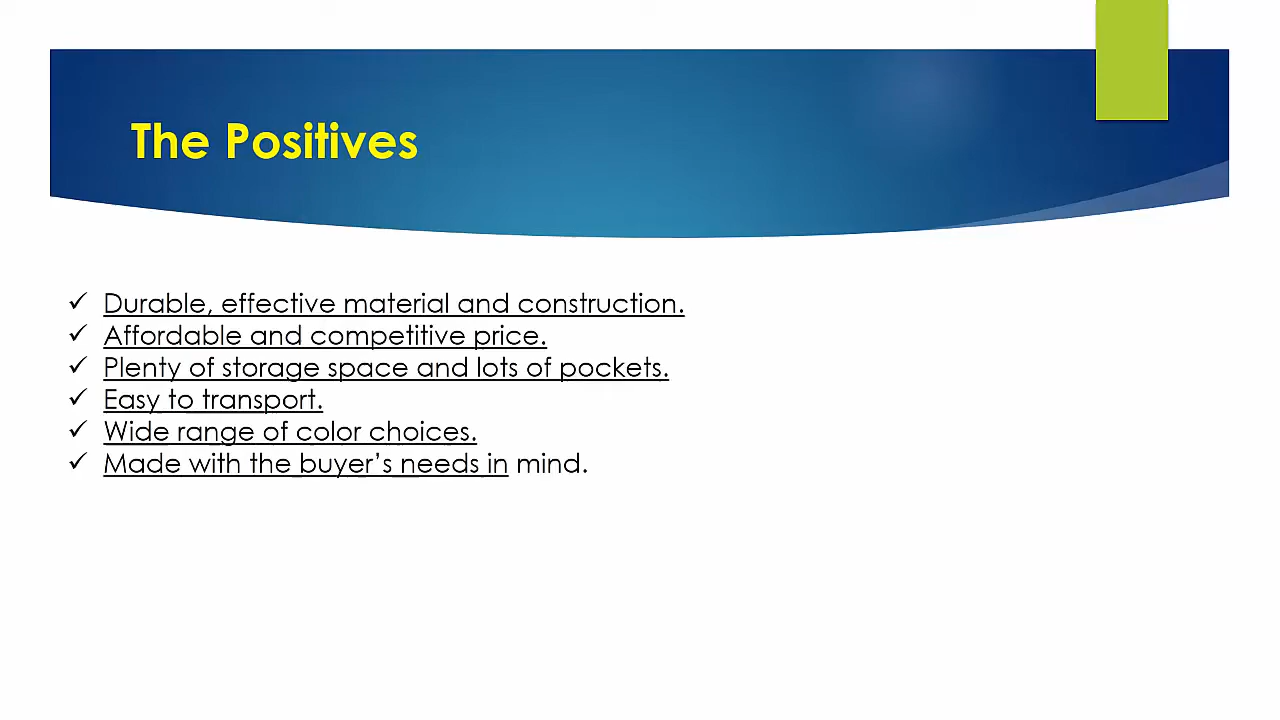 The Positives
✓ Durable, effective material and construction.
✓ Affordable and competitive price.
✓ Plenty of storage space and lots of pockets.
✓ Easy to transport.
✓ Wide range of color choices.
✓ Made with the buyer’s needs in mind.